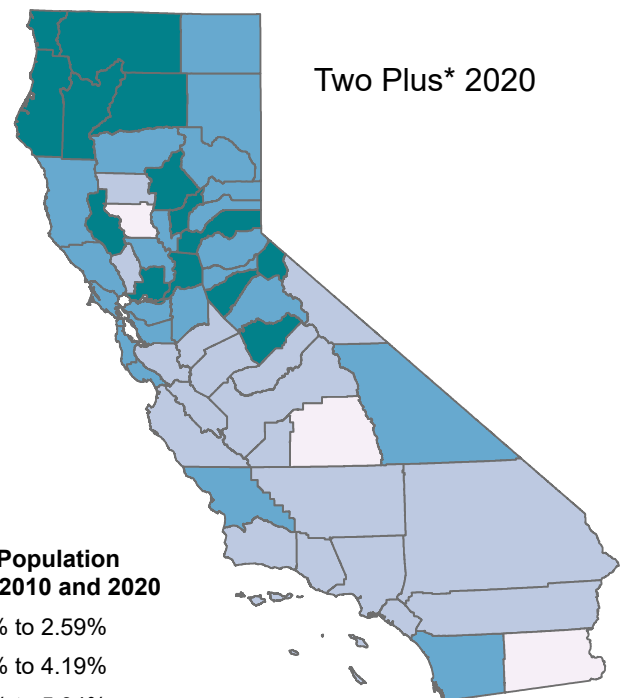 Two Plus* 2020
Population
2010 and 2020
% to 2.59%
% to 4.19%